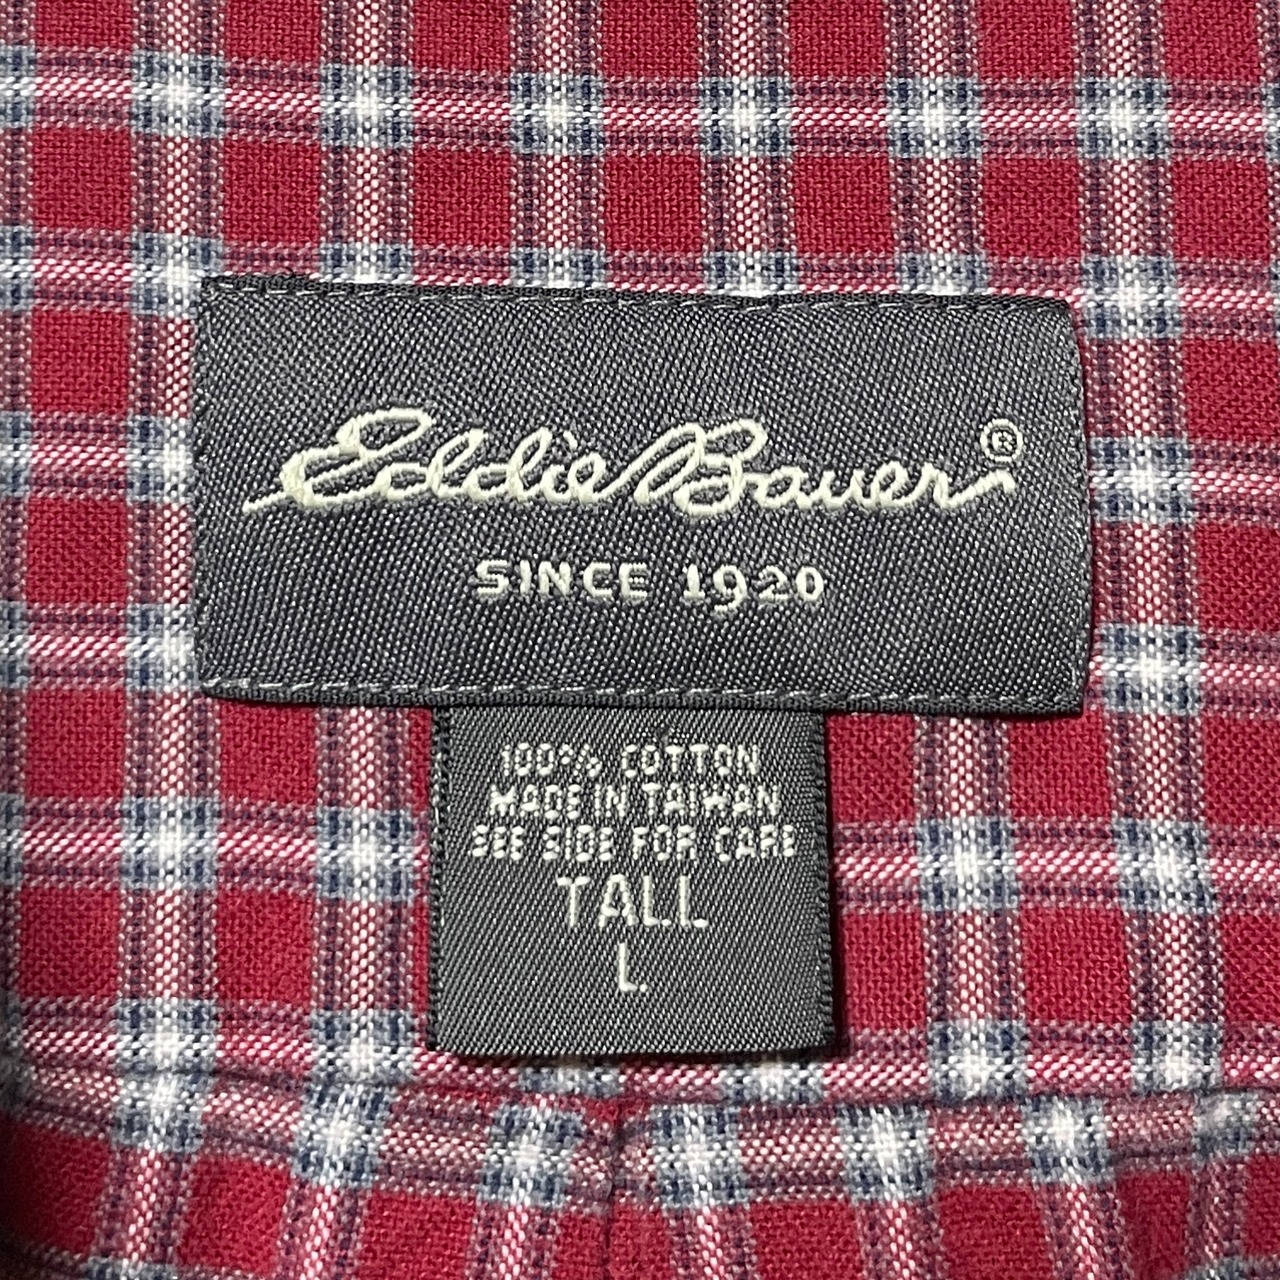 Eddie Bauer®
SINCE 1920
100% COTTON
MADE IN TAIWAN
SEE SIDE FOR CARE
TALL
L